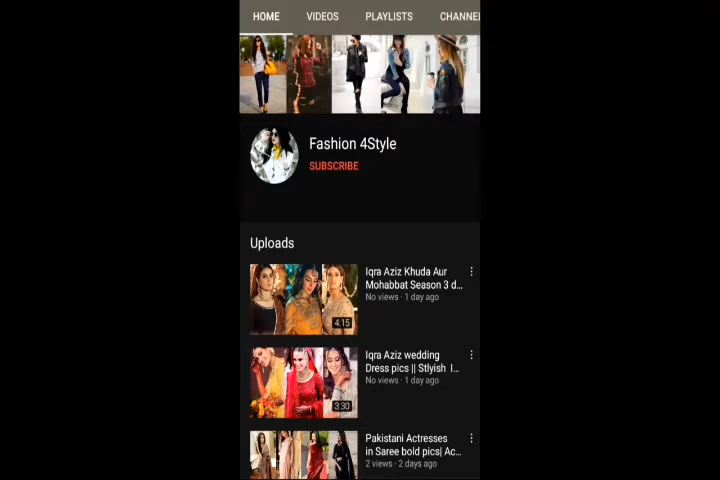 HOME VIDEOS PLAYLISTS CHANNEL
Fashion 4Style
SUBSCRIBE
Uploads
Iqra Aziz Khuda Aur
Mohabbat Season 3 d...
No views · 1 day ago
4:15
Iqra Aziz wedding
Dress pics || Stlyish I...
No views · 1 day ago
3:30
Pakistani Actresses
in Saree bold pics| Ac...
2 views · 2 days ago